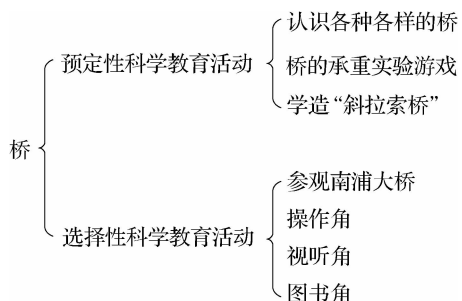 桥
预定性科学教育活动
认识各种各样的桥
桥的承重实验游戏
学造“斜拉索桥”
选择性科学教育活动
参观南浦大桥
操作角
视听角
图书角